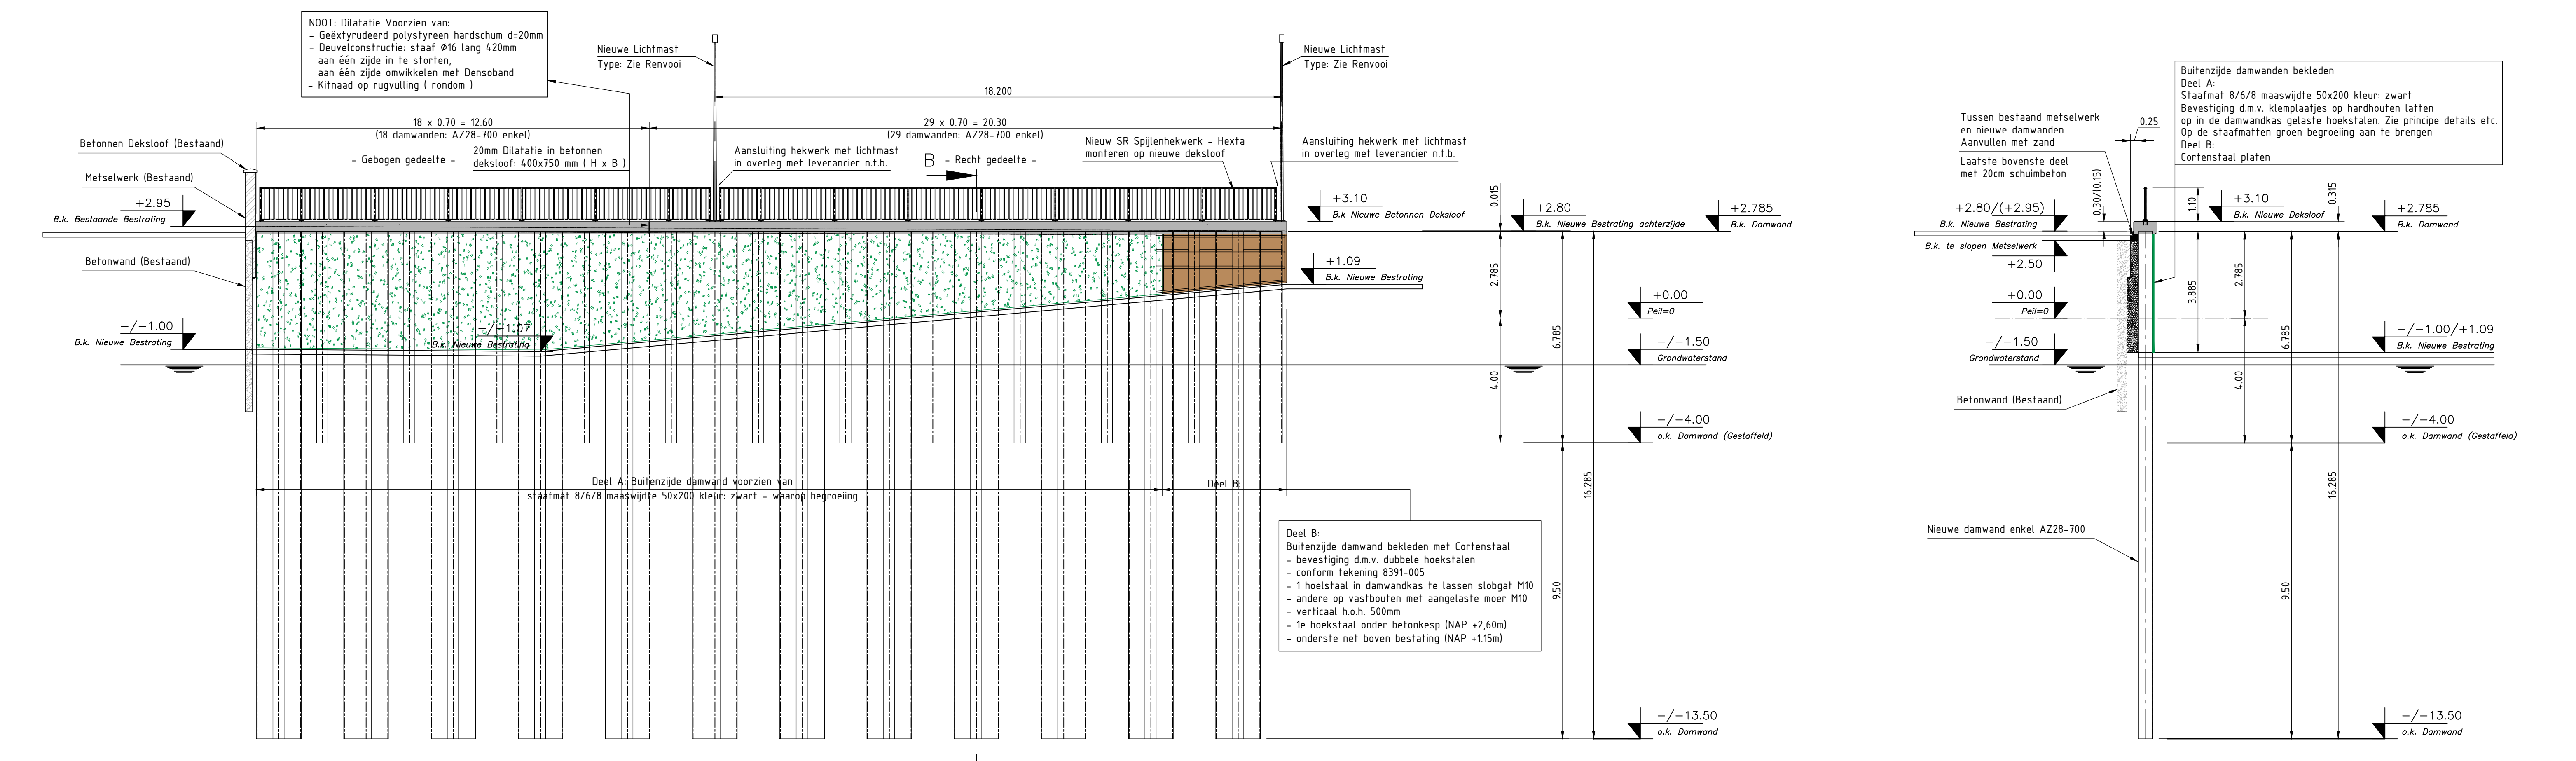 NOOT: Dilatatie Voorzien van:
- Geëxtyrudeerd polystyreen hardschum d=20mm
- Deuvelconstructie: staaf Ø16 lang 420mm
aan één zijde in te storten,
aan één zijde omwikkelen met Densoband
- Kitnaad op rugvulling ( rondom )
Nieuwe Lichtmast
Type: Zie Renvooi
Nieuwe Lichtmast
Type: Zie Renvooi
18.200
18 x 0.70 = 12.60
(18 damwanden: AZ28-700 enkel)
29 x 0.70 = 20.30
(29 damwanden: AZ28-700 enkel)
Betonnen Deksloof (Bestaand)
- Gebogen gedeelte -
20mm Dilatatie in betonnen
deksloof: 400x750 mm ( H x B )
Aansluiting hekwerk met lichtmast
in overleg met leverancier n.t.b.
B
- Recht gedeelte -
Nieuw SR Spijlenhekwerk - Hexta
monteren op nieuwe deksloof
Aansluiting hekwerk met lichtmast
in overleg met leverancier n.t.b.
Metselwerk (Bestaand)
+2.95
B.k. Bestaande Bestrating
Betonwand (Bestaand)
-/-1.00
B.k. Nieuwe Bestrating
-/-1.07
B.k. Nieuwe Bestrating
+3.10
B.k Nieuwe Betonnen Deksloof
+1.09
B.k. Nieuwe Bestrating
0.015
2.785
4.00
+2.80
B.k. Nieuwe Bestrating achterzijde
+2.785
B.k. Damwand
6.785
9.50
16.285
+0.00
Peil=0
-/-1.50
Grondwaterstand
-/-4.00
o.k. Damwand (Gestaffeld)
-/-13.50
o.k. Damwand
Deel A: Buitenzijde damwand voorzien van
staafmat 8/6/8 maaswijdte 50x200 kleur: zwart - waarop begroeiing
Deel B:
Deel B:
Buitenzijde damwand bekleden met Cortenstaal
- bevestiging d.m.v. dubbele hoekstalen
- conform tekening 8391-005
- 1 hoelstaal in damwandkas te lassen slobgat M10
- andere op vastbouten met aangelaste moer M10
- verticaal h.o.h. 500mm
- 1e hoekstaal onder betonkesp (NAP +2,60m)
- onderste net boven bestating (NAP +1.15m)
Buitenzijde damwanden bekleden
Deel A:
Staafmat 8/6/8 maaswijdte 50x200 kleur: zwart
Bevestiging d.m.v. klemplaatjes op hardhouten latten
op in de damwandkas gelaste hoekstalen. Zie principe details etc.
Op de staafmatten groen begroeiing aan te brengen
Deel B:
Cortenstaal platen
Tussen bestaand metselwerk
en nieuwe damwanden
Aanvullen met zand
Laatste bovenste deel
met 20cm schuimbeton
0.25
0.30/(0.15)
1.10
0.315
+2.80/(+2.95)
B.k. Nieuwe Bestrating
+3.10
B.k. Nieuwe Deksloof
+2.785
B.k. Damwand
B.k. te slopen Metselwerk
+2.50
3.885
2.785
+0.00
Peil=0
-/-1.50
Grondwaterstand
6.785
-/-1.00/+1.09
B.k. Nieuwe Bestrating
Betonwand (Bestaand)
4.00
-/-4.00
o.k. Damwand (Gestaffeld)
16.285
Nieuwe damwand enkel AZ28-700
9.50
-/-13.50
o.k. Damwand